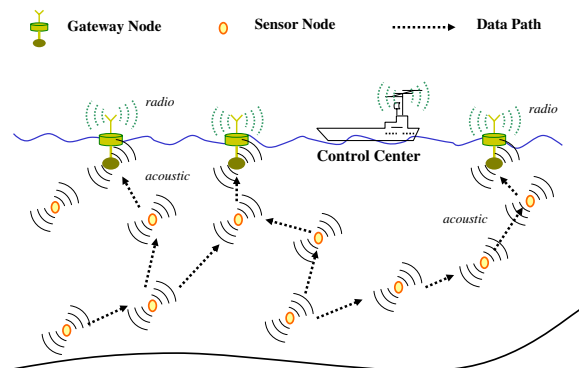 Gateway Node
Sensor Node
Data Path
radio
radio
Control Center
acoustic
acoustic